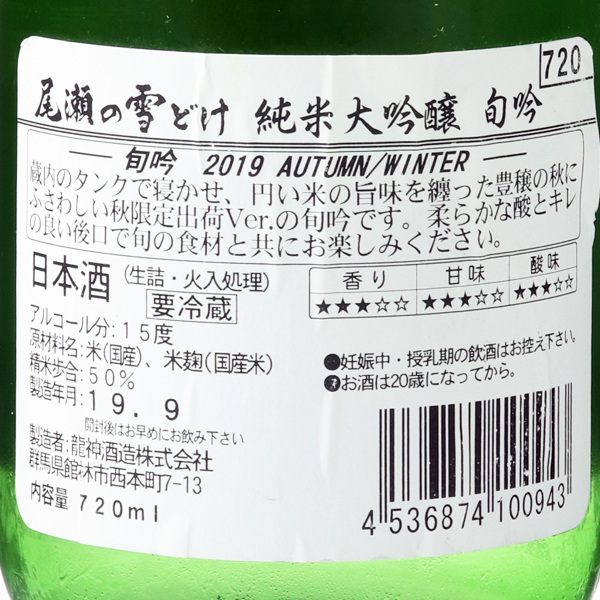 720
尾瀬の雪どけ 純米大吟醸 旬吟
旬吟 2019 AUTUMN/WINTER
蔵内のタンクで寝かせ、円い米の旨味を纏った豊穣の秋に
ふさわしい秋限定出荷Ver.の旬吟です。柔らかな酸とキレ
の良い後口で旬の食材と共にお楽しみください。
日本酒 (生詰・火入処理)
要冷蔵
香り 甘味 酸味
★★★☆☆ ★★★☆☆ ★★★☆☆
アルコール分:15度
原材料名:米(国産)、米麹(国産米)
精米歩合:50%
製造年月:19.9
開封後はお早めにお飲み下さい
製造者:龍神酒造株式会社
群馬県館林市西本町7-13
内容量 720ml
●妊娠中・授乳期の飲酒はお控え下さい。
お酒は20歳になってから。
4 536874 100943